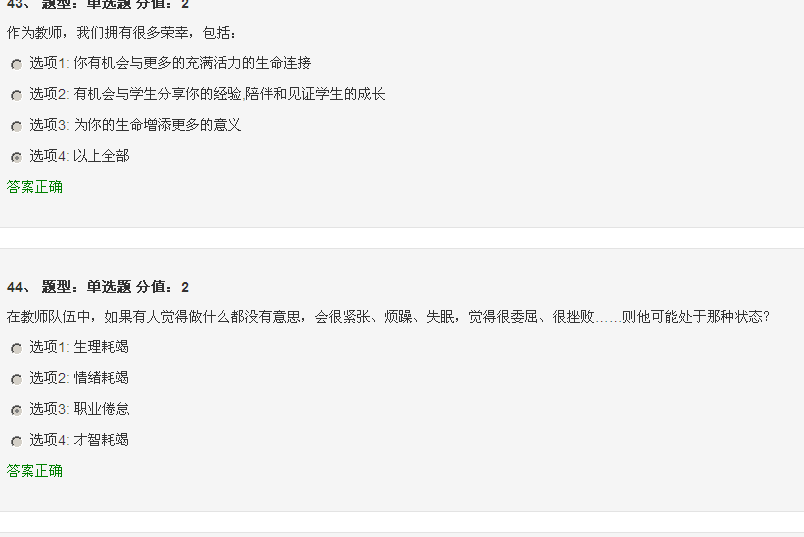 43、 题型：单选题 分值：2
作为教师，我们拥有很多荣幸，包括：
选项1: 你有机会与更多的充满活力的生命连接
选项2: 有机会与学生分享你的经验,陪伴和见证学生的成长
选项3: 为你的生命增添更多的意义
选项4: 以上全部
答案正确
44、 题型：单选题 分值：2
在教师队伍中，如果有人觉得做什么都没有意思，会很紧张、烦躁、失眠，觉得很委屈、很挫败……则他可能处于那种状态?
选项1: 生理耗竭
选项2: 情绪耗竭
选项3: 职业倦怠
选项4: 才智耗竭
答案正确